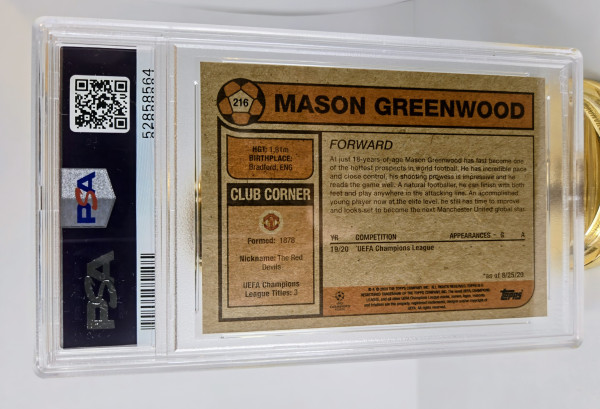 PSA
52858564
PSA
216
MASON GREENWOOD
HGT: 1.81m
BIRTHPLACE:
Bradford, ENG
CLUB CORNER
Formed: 1878
Nickname: The Red
Devils
UEFA Champions
League Titles: 3
FORWARD
At just 18-years-of-age Mason Greenwood has fast become one
of the hottest prospects in world football. He has incredible pace
and close control, his shooting prowess is impressive and he
reads the game well. A natural footballer, he can finish with both
feet and play anywhere in the attacking line. An accomplished
young player now at the elite level, he still has time to improve
and looks set to become the next Manchester United global star.
YR COMPETITION APPEARANCES - G A
19/20 UEFA Champions League
*as of 8/25/20
CHAMPIONS
LEAGUE
Topps